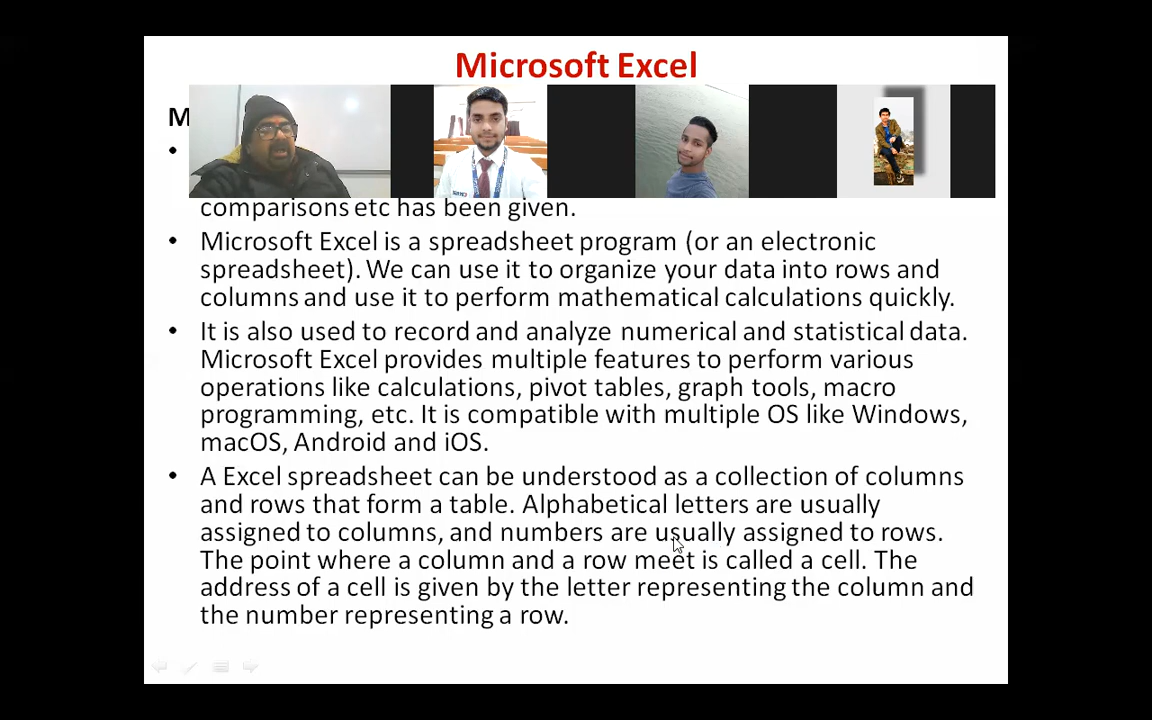 Microsoft Excel
M
comparisons etc has been given.
• Microsoft Excel is a spreadsheet program (or an electronic
spreadsheet). We can use it to organize your data into rows and
columns and use it to perform mathematical calculations quickly.
• It is also used to record and analyze numerical and statistical data.
Microsoft Excel provides multiple features to perform various
operations like calculations, pivot tables, graph tools, macro
programming, etc. It is compatible with multiple OS like Windows,
macOS, Android and iOS.
• A Excel spreadsheet can be understood as a collection of columns
and rows that form a table. Alphabetical letters are usually
assigned to columns, and numbers are usually assigned to rows.
The point where a column and a row meet is called a cell. The
address of a cell is given by the letter representing the column and
the number representing a row.